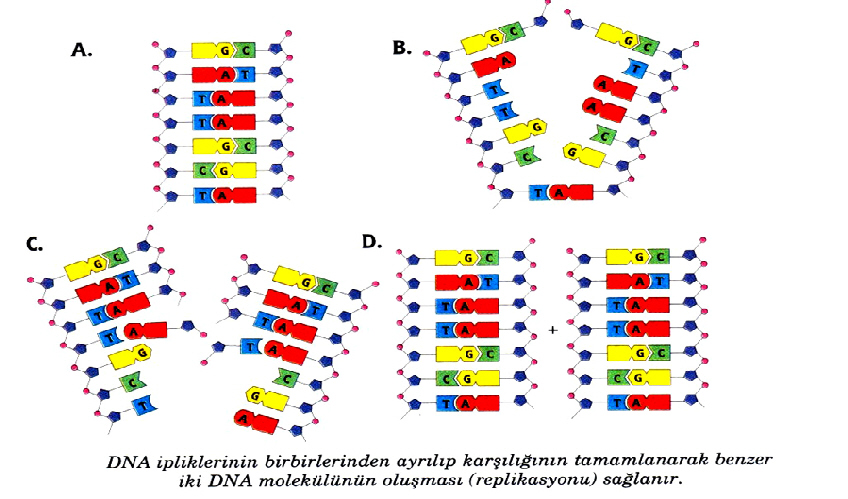 A.
G C
A T
T A
T A
G C
C G
T A
B.
G C
A
T
T
G
C
G C
T
A
A
C
G
T A
C.
G C
A T
T A
T A
G
C
T
G C
A T
T A
T A
C
G
A
D.
G C
A T
T A
T A
G C
C G
T A
+
G C
A T
T A
T A
G C
C G
T A
DNA ipliklerinin birbirlerinden ayrılıp karşılığının tamamlanarak benzer
iki DNA molekülünün oluşması (replikasyonu) sağlanır.